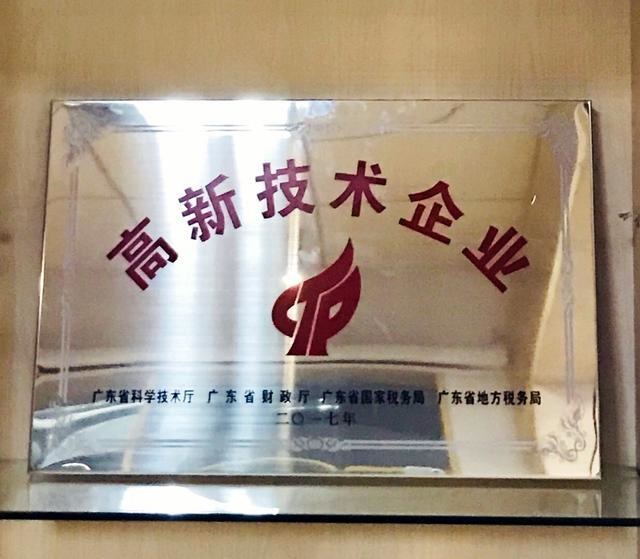 高新技术企业
广东省科学技术厅 广东省财政厅 广东省国家税务局 广东省地方税务局
二〇一七年